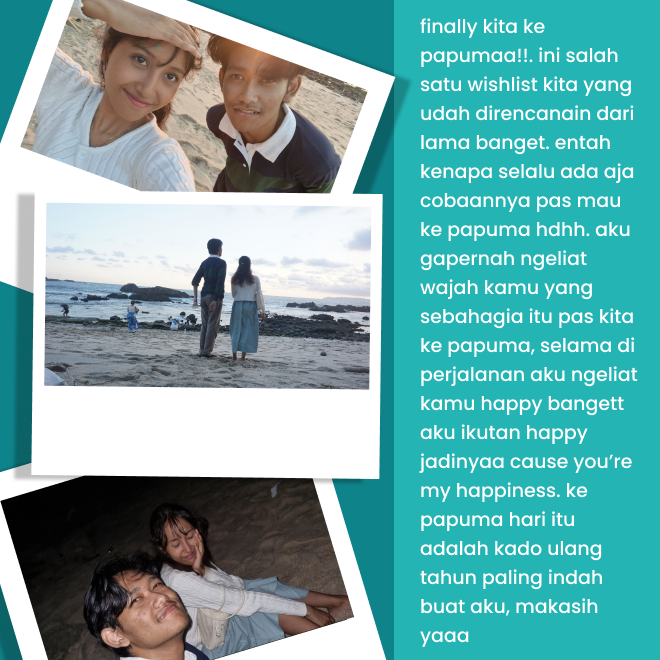 finally kita ke
papumaa!!. ini salah
satu wishlist kita yang
udah direncanain dari
lama banget. entah
kenapa selalu ada aja
cobaannya pas mau
ke papuma hdhh. aku
gapernah ngeliat
wajah kamu yang
sebahagia itu pas kita
ke papuma, selama di
perjalanan aku ngeliat
kamu happy bangett
aku ikutan happy
jadinyaa cause you’re
my happiness. ke
papuma hari itu
adalah kado ulang
tahun paling indah
buat aku, makasih
yaaa